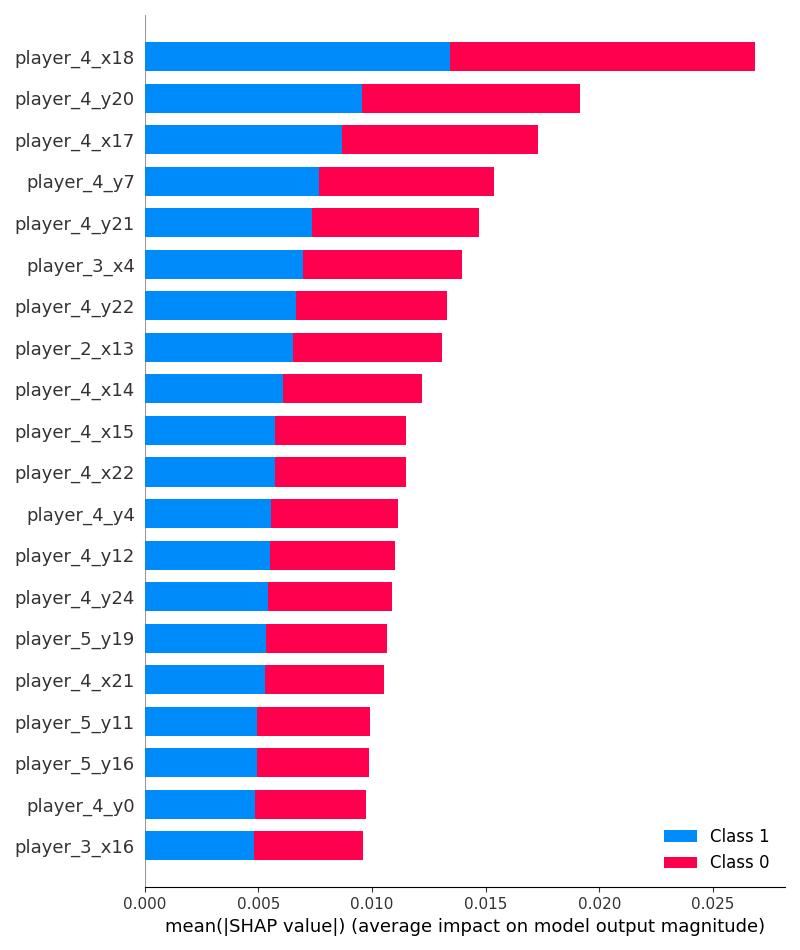 player_4_x18
player_4_y20
player_4_x17
player_4_y7
player_4_y21
player_3_x4
player_4_y22
player_2_x13
player_4_x14
player_4_x15
player_4_x22
player_4_y4
player_4_y12
player_4_y24
player_5_y19
player_4_x21
player_5_y11
player_5_y16
player_4_y0
player_3_x16
Class 1
Class 0
0.000 0.005 0.010 0.015 0.020 0.025
mean(|SHAP value|) (average impact on model output magnitude)